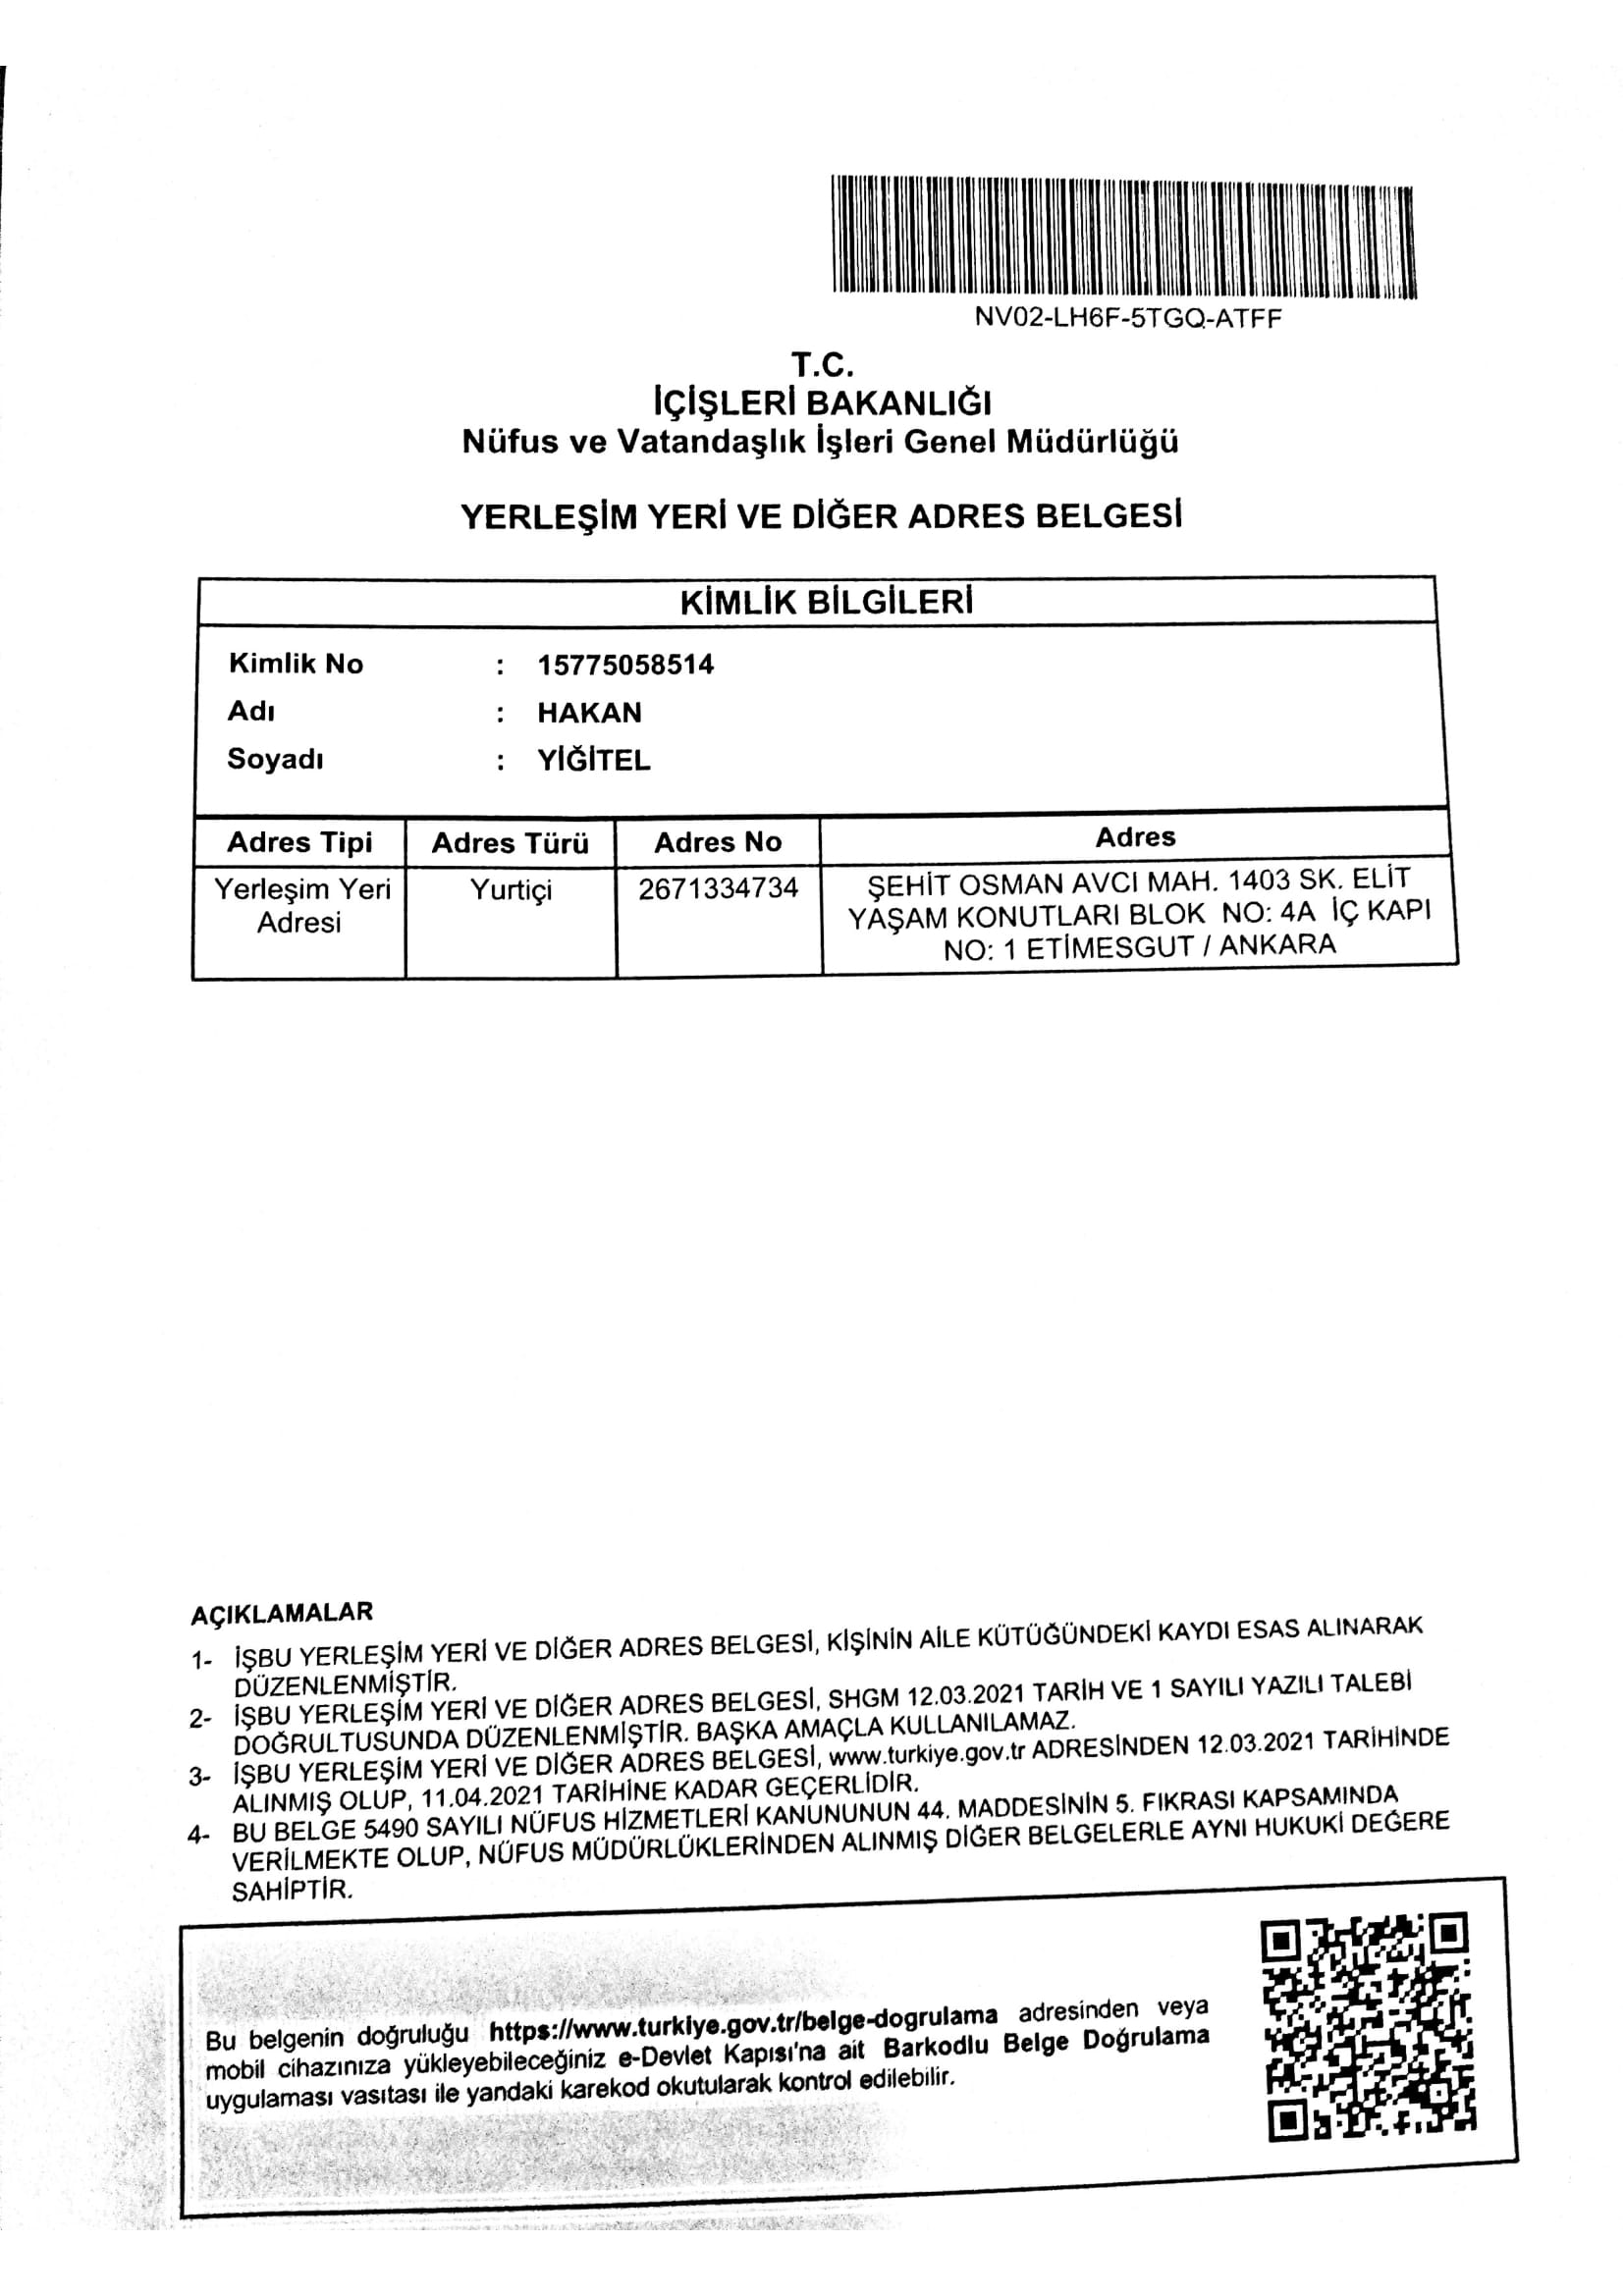 NV02-LH6F-5TGQ-ATFF
T.C.
İÇİŞLERİ BAKANLIĞI
Nüfus ve Vatandaşlık İşleri Genel Müdürlüğü
YERLEŞİM YERİ VE DİĞER ADRES BELGESİ
KİMLİK BİLGİLERİ
Kimlik No : 15775058514
Adı : HAKAN
Soyadı : YİĞİTEL
Adres Tipi Adres Türü Adres No Adres
Yerleşim Yeri Yurtiçi 2671334734 ŞEHİT OSMAN AVCI MAH. 1403 SK. ELİT
Adresi YAŞAM KONUTLARI BLOK NO: 4A İÇ KAPI
NO: 1 ETİMESGUT / ANKARA
AÇIKLAMALAR
1- İŞBU YERLEŞİM YERİ VE DİĞER ADRES BELGESİ, KİŞİNİN AİLE KÜTÜĞÜNDEKİ KAYDI ESAS ALINARAK
DÜZENLENMİŞTİR.
2- İŞBU YERLEŞİM YERİ VE DİĞER ADRES BELGESİ, SHGM 12.03.2021 TARİH VE 1 SAYILI YAZILI TALEBİ
DOĞRULTUSUNDA DÜZENLENMİŞTİR. BAŞKA AMAÇLA KULLANILAMAZ.
3- İŞBU YERLEŞİM YERİ VE DİĞER ADRES BELGESİ, www.turkiye.gov.tr ADRESİNDEN 12.03.2021 TARİHİNDE
ALINMIŞ OLUP, 11.04.2021 TARİHİNE KADAR GEÇERLİDİR.
4- BU BELGE 5490 SAYILI NÜFUS HİZMETLERİ KANUNUNUN 44. MADDESİNİN 5. FIKRASI KAPSAMINDA
VERİLMEKTE OLUP, NÜFUS MÜDÜRLÜKLERİNDEN ALINMIŞ DİĞER BELGELERLE AYNI HUKUKİ DEĞERE
SAHİPTİR.
Bu belgenin doğruluğu https://www.turkiye.gov.tr/belge-dogrulama adresinden veya
mobil cihazınıza yükleyebileceğiniz e-Devlet Kapısı'na ait Barkodlu Belge Doğrulama
uygulaması vasıtası ile yandaki karekod okutularak kontrol edilebilir.